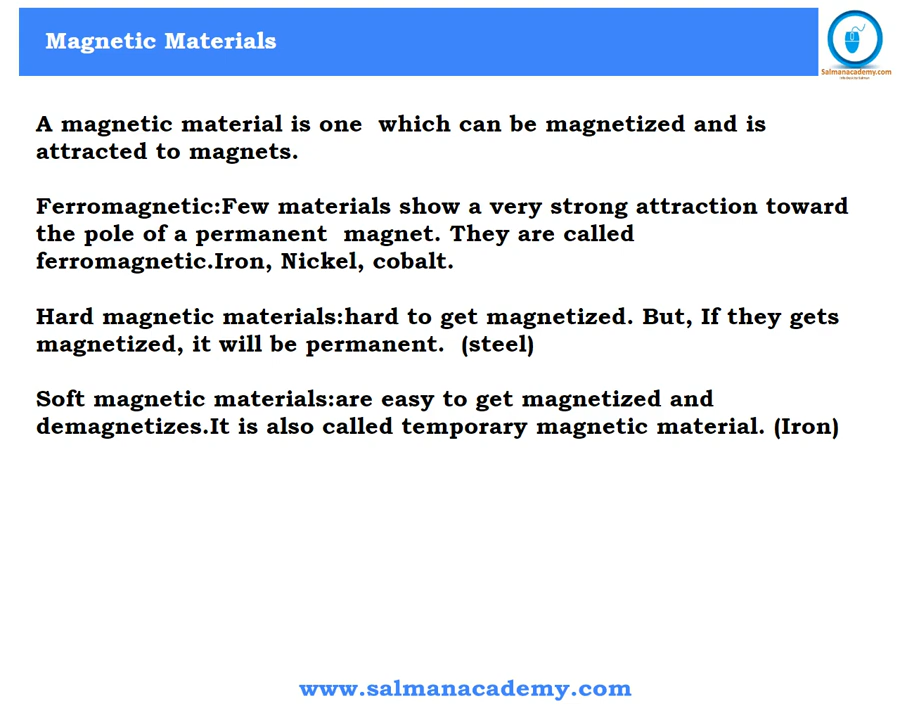 Magnetic Materials
Salmanacademy.com
A magnetic material is one  which can be magnetized and is
attracted to magnets.
Ferromagnetic:Few materials show a very strong attraction toward
the pole of a permanent  magnet. They are called
ferromagnetic.Iron, Nickel, cobalt.
Hard magnetic materials:hard to get magnetized. But, If they gets
magnetized, it will be permanent.  (steel)
Soft magnetic materials:are easy to get magnetized and
demagnetizes.It is also called temporary magnetic material. (Iron)
www.salmanacademy.com